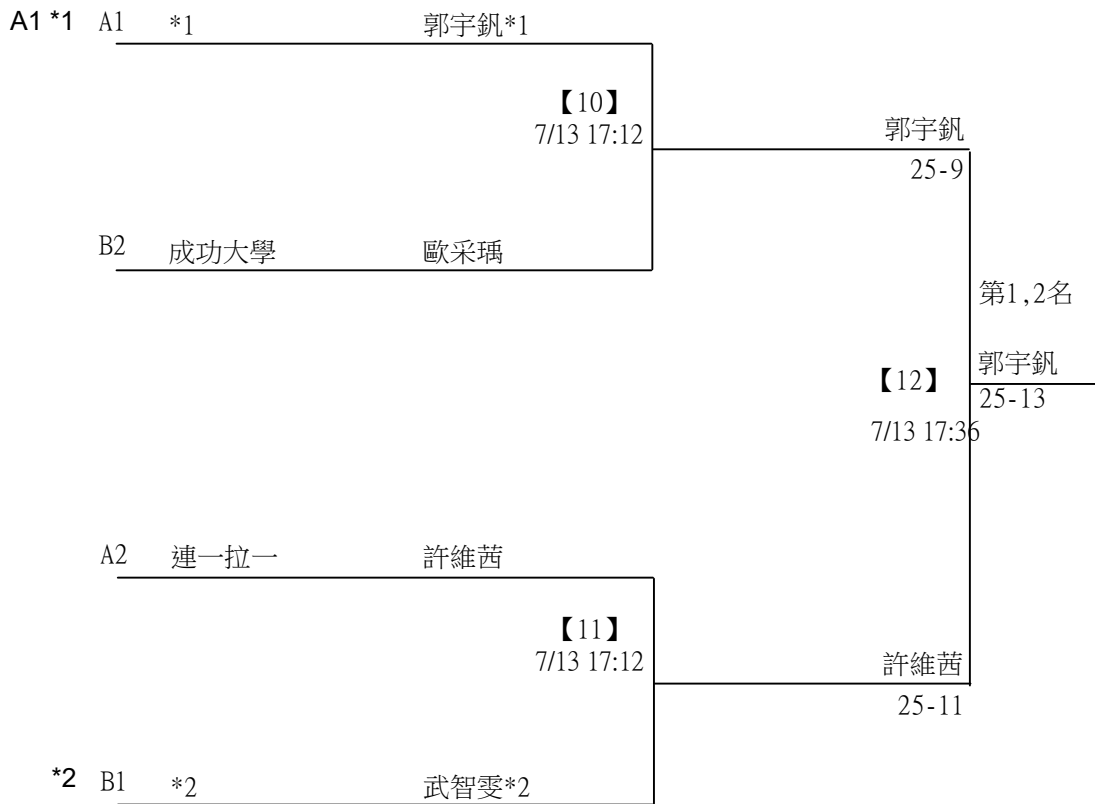 A1 *1 A1 *1 郭宇釩*1
【10】
7/13 17:12
郭宇釩
25-9
B2 成功大學 歐采瑀
第1,2名
郭宇釩
【12】
25-13
7/13 17:36
A2 連一拉一 許維茜
【11】
7/13 17:12
許維茜
25-11
*2 B1 *2 武智雯*2